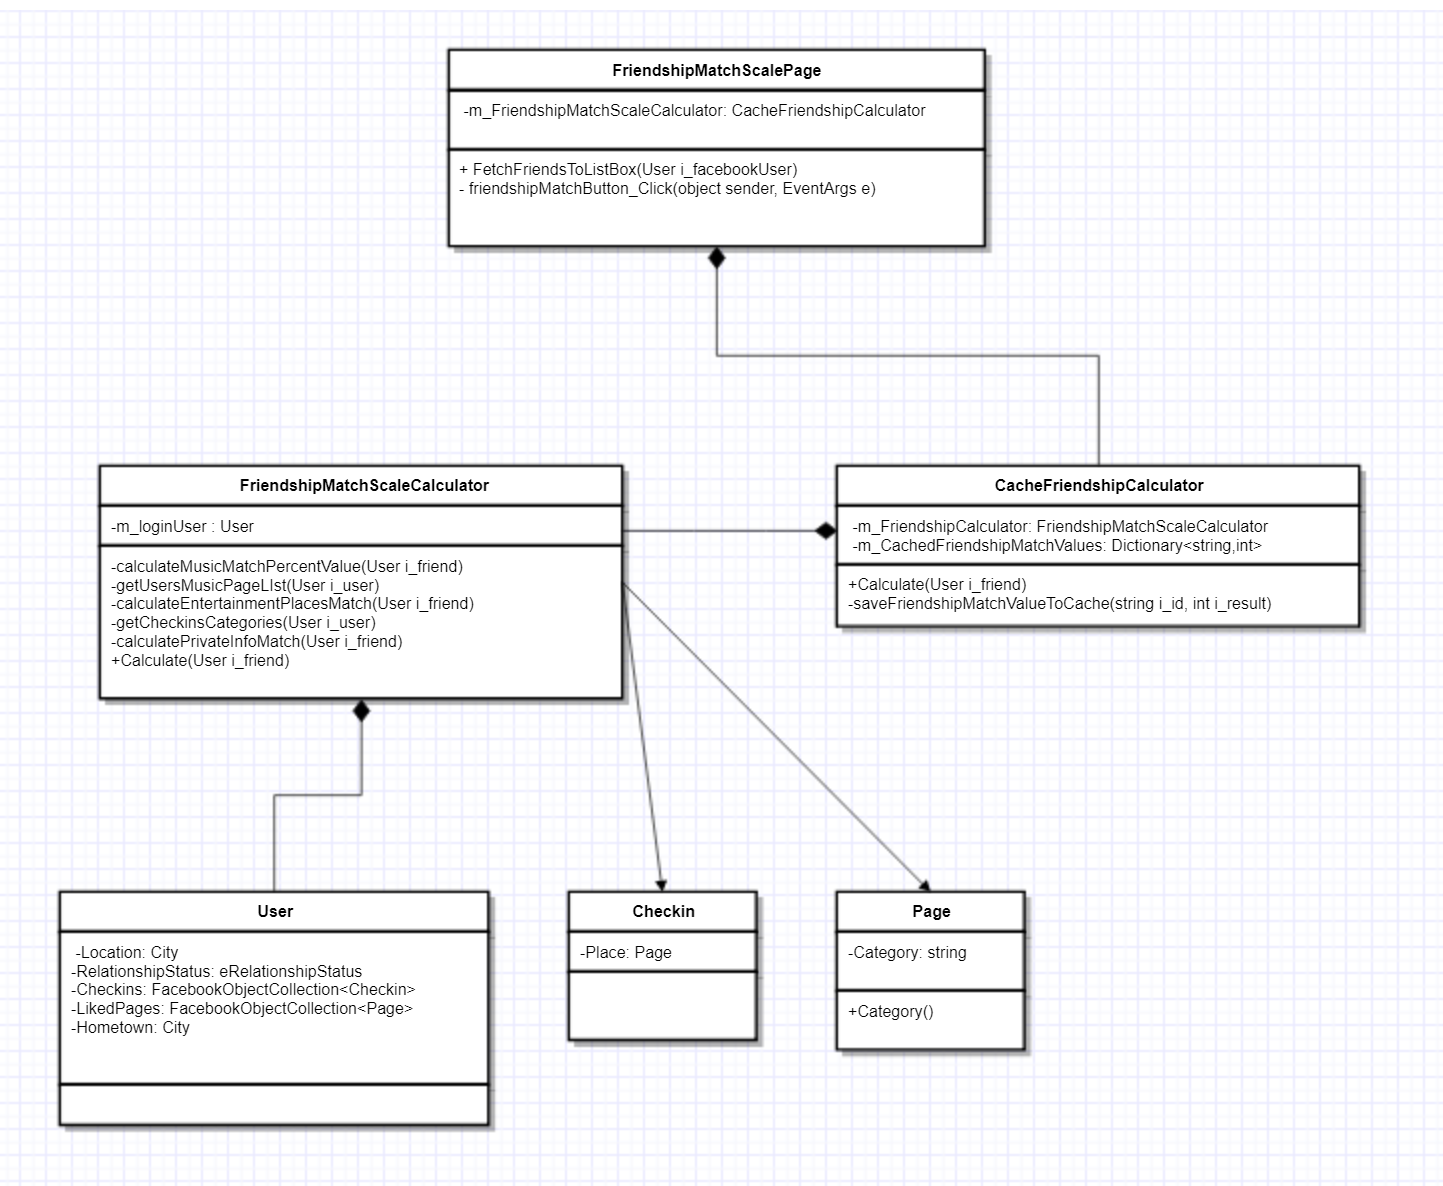 FriendshipMatchScalePage
-m_FriendshipMatchScaleCalculator: CacheFriendshipCalculator
+ FetchFriendsToListBox(User i_facebookUser)
- friendshipMatchButton_Click(object sender, EventArgs e)
FriendshipMatchScaleCalculator
-m_loginUser : User
-calculateMusicMatchPercentValue(User i_friend)
-getUsersMusicPageLIst(User i_user)
-calculateEntertainmentPlacesMatch(User i_friend)
-getCheckinsCategories(User i_user)
-calculatePrivateInfoMatch(User i_friend)
+Calculate(User i_friend)
CacheFriendshipCalculator
-m_FriendshipCalculator: FriendshipMatchScaleCalculator
-m_CachedFriendshipMatchValues: Dictionary<string,int>
+Calculate(User i_friend)
-saveFriendshipMatchValueToCache(string i_id, int i_result)
User
-Location: City
-RelationshipStatus: eRelationshipStatus
-Checkins: FacebookObjectCollection<Checkin>
-LikedPages: FacebookObjectCollection<Page>
-Hometown: City
Checkin
-Place: Page
Page
-Category: string
+Category()